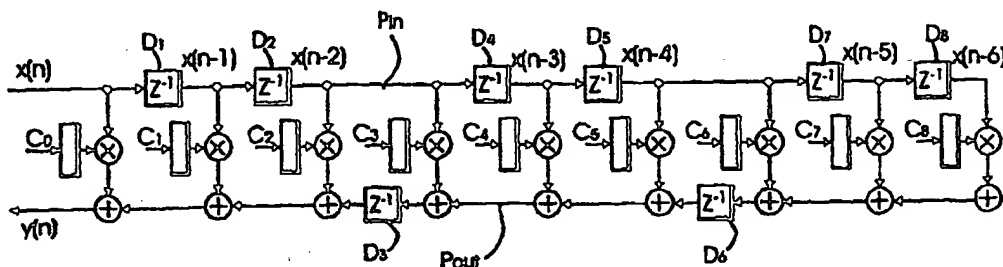 Pin
D1 D2 D4 D5 D7 D8
x(n) x(n-1) x(n-2) x(n-3) x(n-4) x(n-5) x(n-6)
Z-1 Z-1 Z-1 Z-1 Z-1 Z-1
C0 C1 C2 C3 C4 C5 C6 C7 C8
Z-1 Z-1
y(n) D3 Pout D6